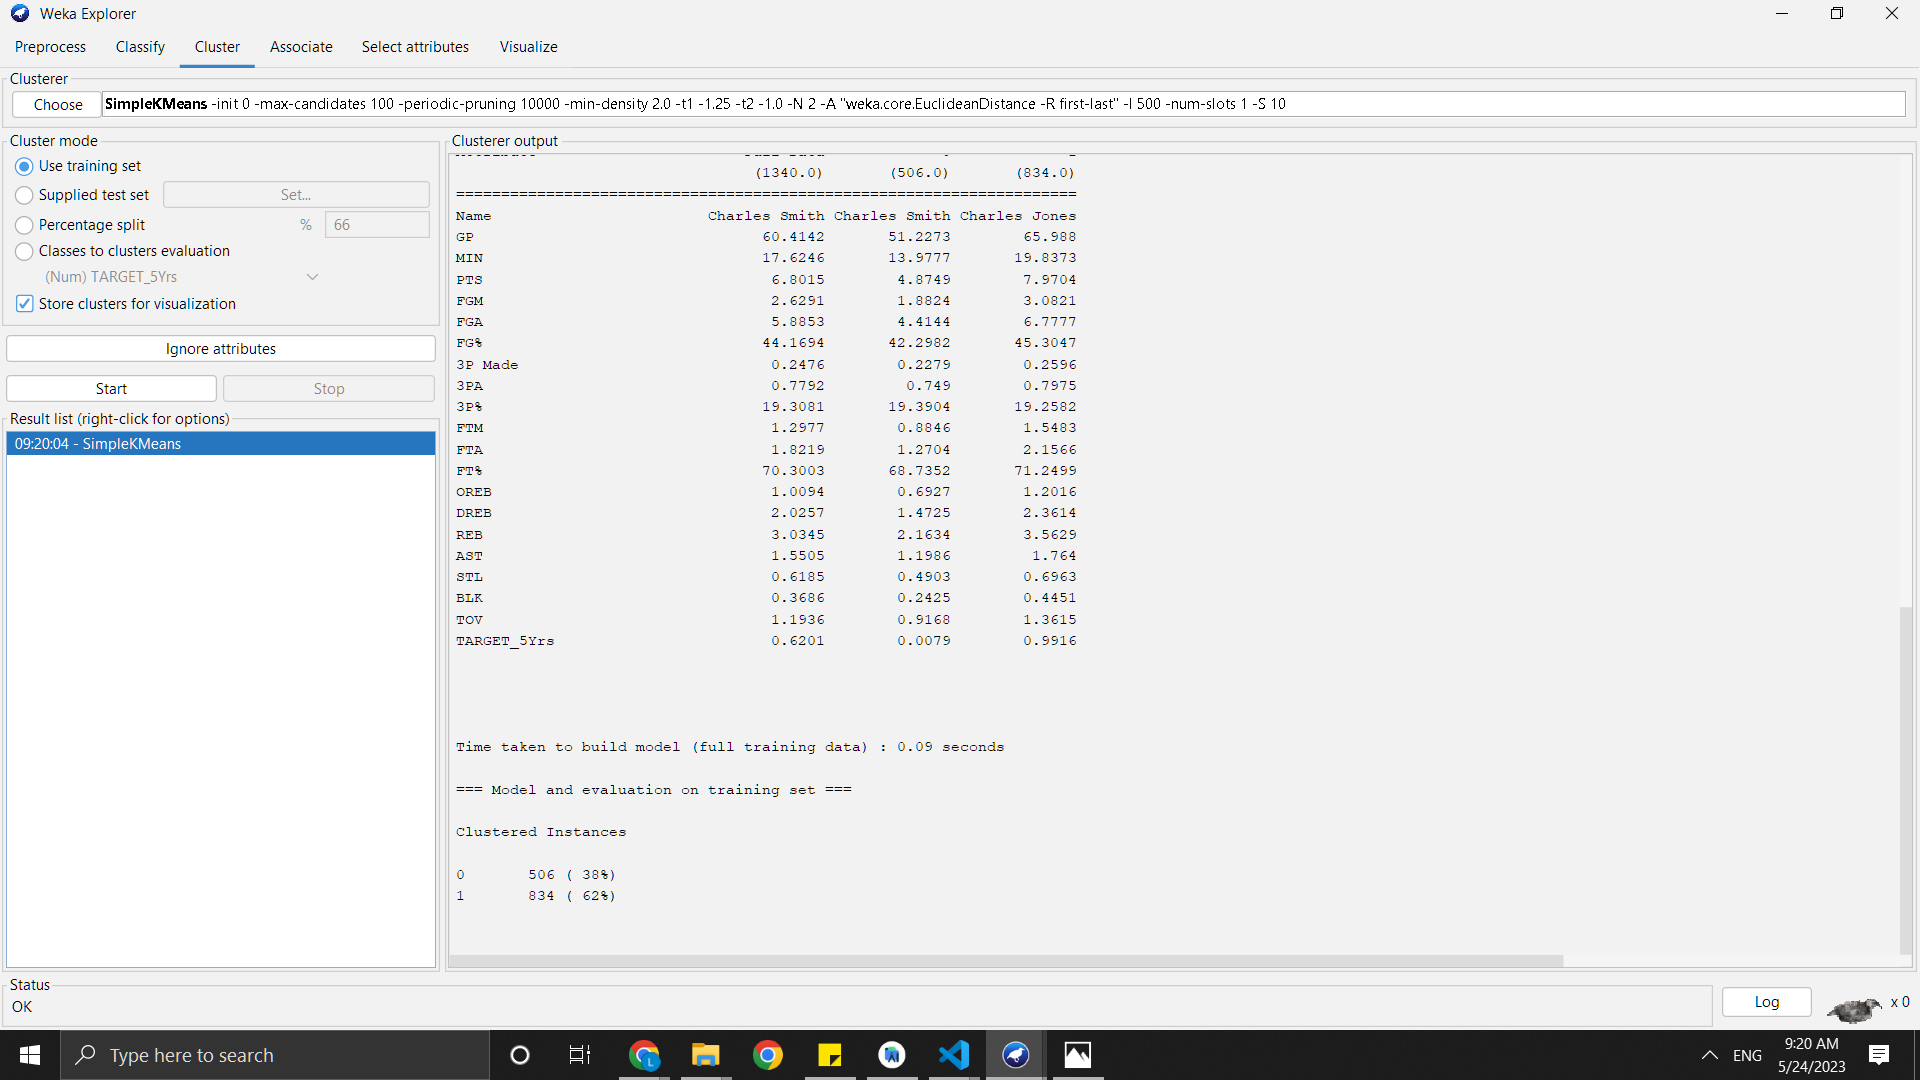 Weka Explorer
Preprocess Classify Cluster Associate Select attributes Visualize
Clusterer
Choose SimpleKMeans -init 0 -max-candidates 100 -periodic-pruning 10000 -min-density 2.0 -t1 -1.25 -t2 -1.0 -N 2 -A "weka.core.EuclideanDistance -R first-last" -I 500 -num-slots 1 -S 10
Cluster mode
Use training set
Supplied test set Set...
Percentage split % 66
Classes to clusters evaluation
(Num) TARGET_5Yrs
Store clusters for visualization
Ignore attributes
Start Stop
Result list (right-click for options)
09:20:04 - SimpleKMeans
Clusterer output
(1340.0) (506.0) (834.0)
=====================================================================
Name Charles Smith Charles Smith Charles Jones
GP 60.4142 51.2273 65.988
MIN 17.6246 13.9777 19.8373
PTS 6.8015 4.8749 7.9704
FGM 2.6291 1.8824 3.0821
FGA 5.8853 4.4144 6.7777
FG% 44.1694 42.2982 45.3047
3P Made 0.2476 0.2279 0.2596
3PA 0.7792 0.749 0.7975
3P% 19.3081 19.3904 19.2582
FTM 1.2977 0.8846 1.5483
FTA 1.8219 1.2704 2.1566
FT% 70.3003 68.7352 71.2499
OREB 1.0094 0.6927 1.2016
DREB 2.0257 1.4725 2.3614
REB 3.0345 2.1634 3.5629
AST 1.5505 1.1986 1.764
STL 0.6185 0.4903 0.6963
BLK 0.3686 0.2425 0.4451
TOV 1.1936 0.9168 1.3615
TARGET_5Yrs 0.6201 0.0079 0.9916
Time taken to build model (full training data) : 0.09 seconds
=== Model and evaluation on training set ===
Clustered Instances
0 506 ( 38%)
1 834 ( 62%)
Status
OK
Log x 0
Type here to search
ENG
9:20 AM
5/24/2023